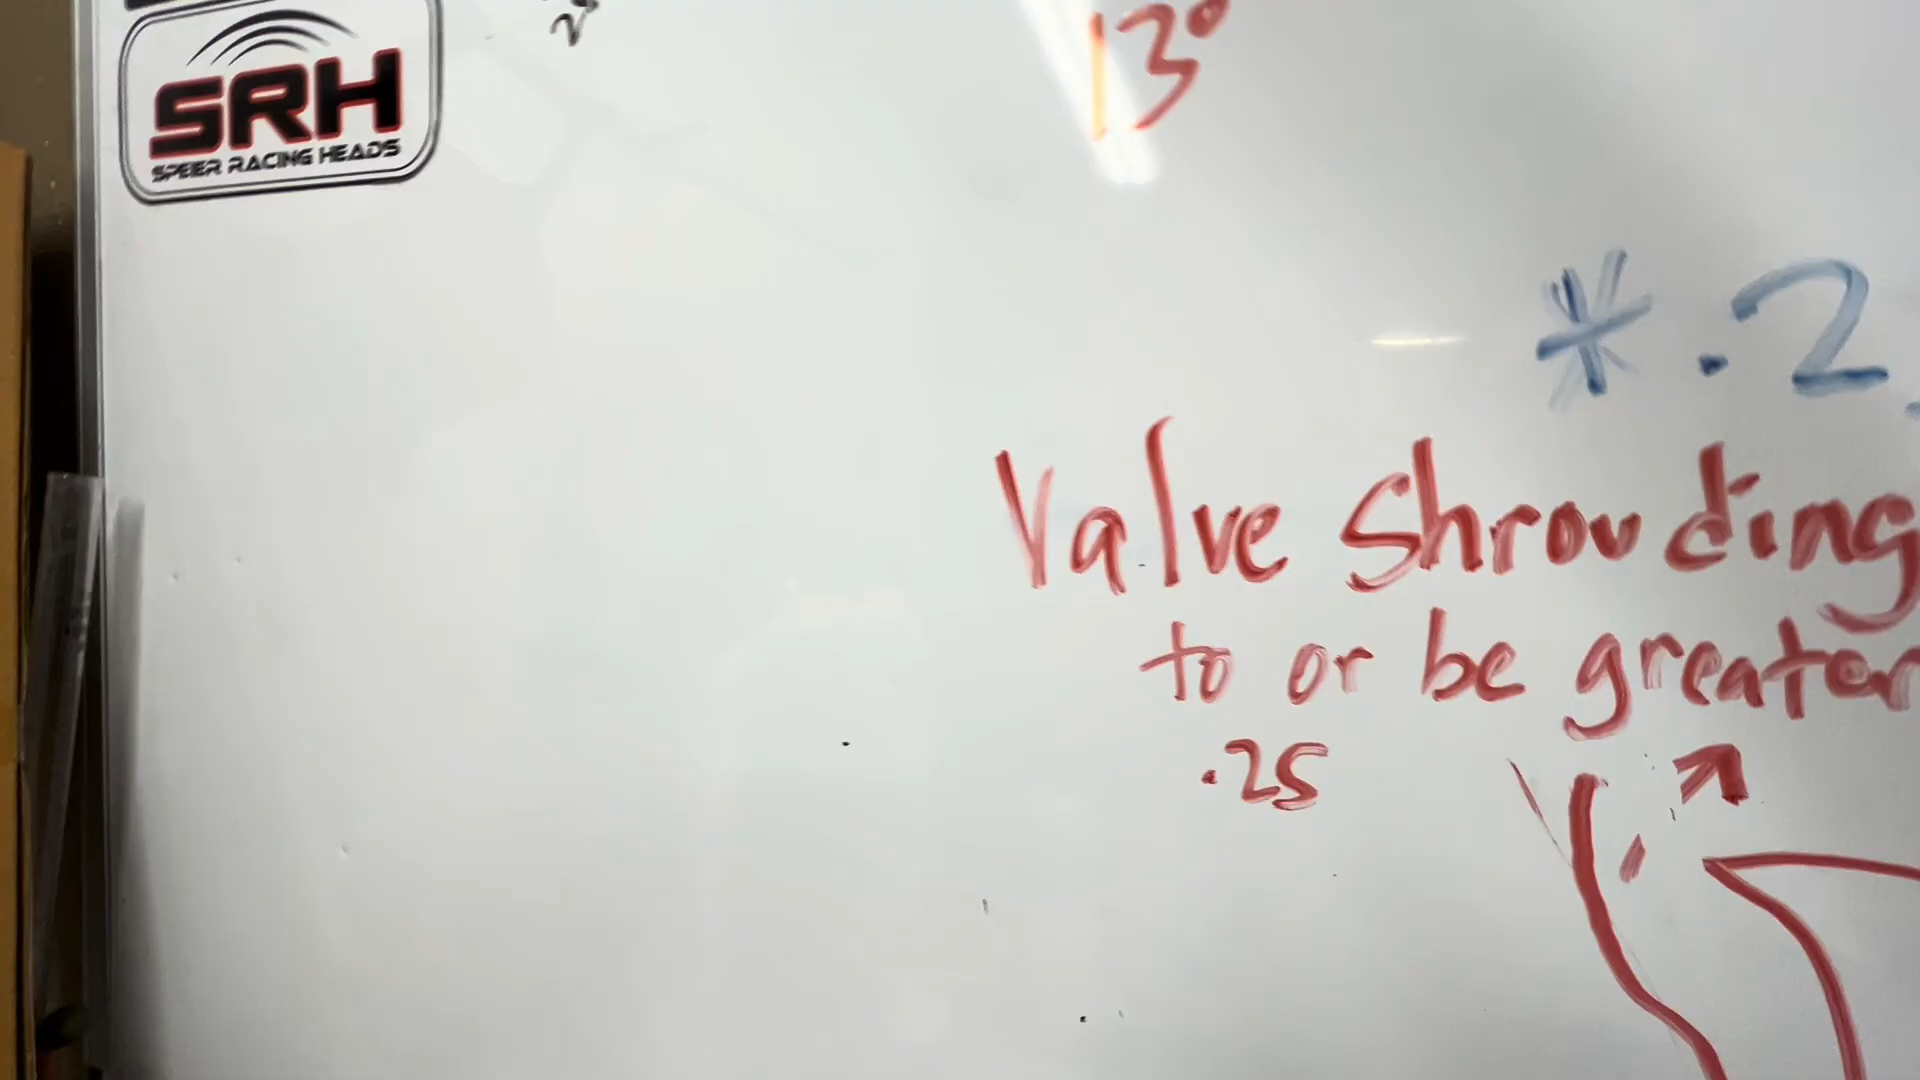 SRH
SPEER RACING HEADS
13°
*.2
Valve Shrouding
to or be greater
.25